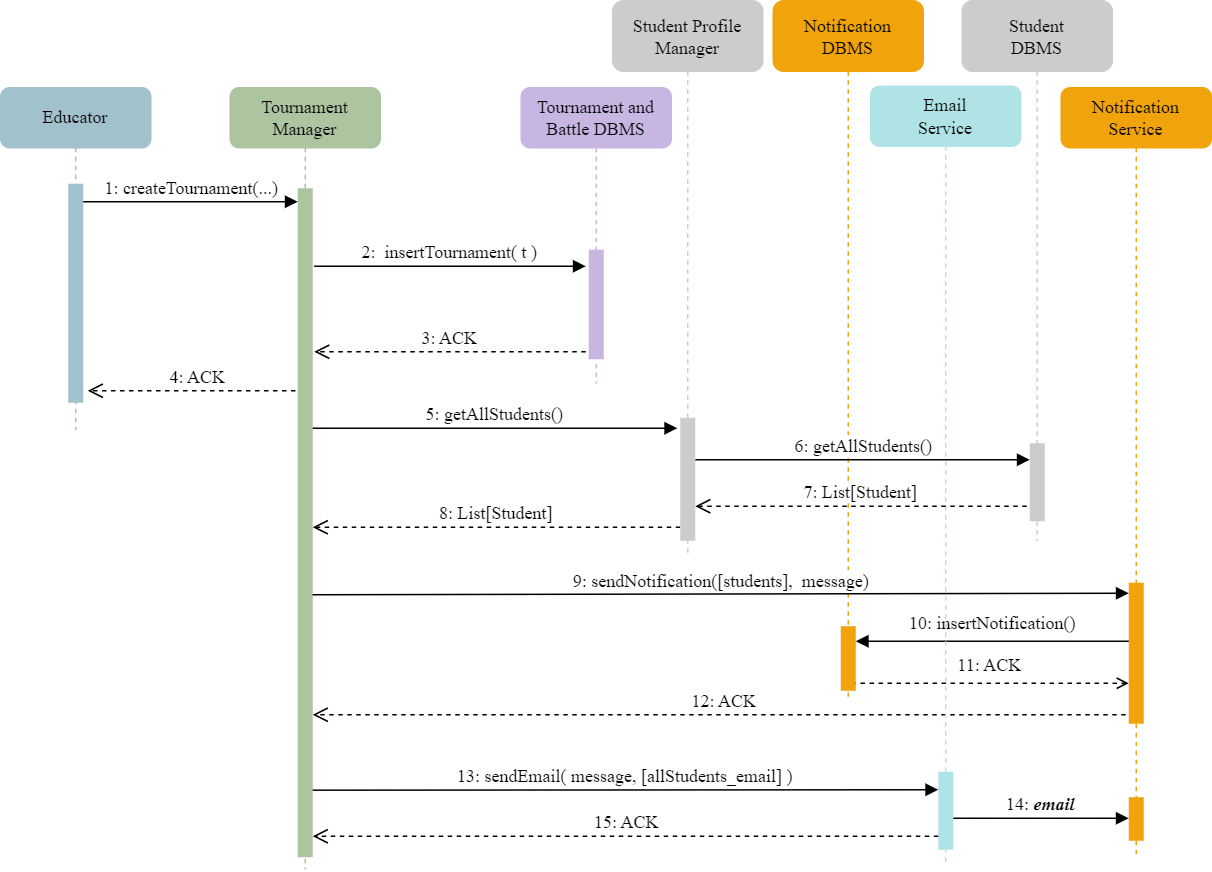 Student Profile
Manager
Notification
DBMS
Student
DBMS
Educator
Tournament
Manager
Tournament and
Battle DBMS
Email
Service
Notification
Service
1: createTournament(...)
2:  insertTournament( t )
3: ACK
4: ACK
5: getAllStudents()
6: getAllStudents()
7: List[Student]
8: List[Student]
9: sendNotification([students],  message)
10: insertNotification()
11: ACK
12: ACK
13: sendEmail( message, [allStudents_email] )
14: email
15: ACK